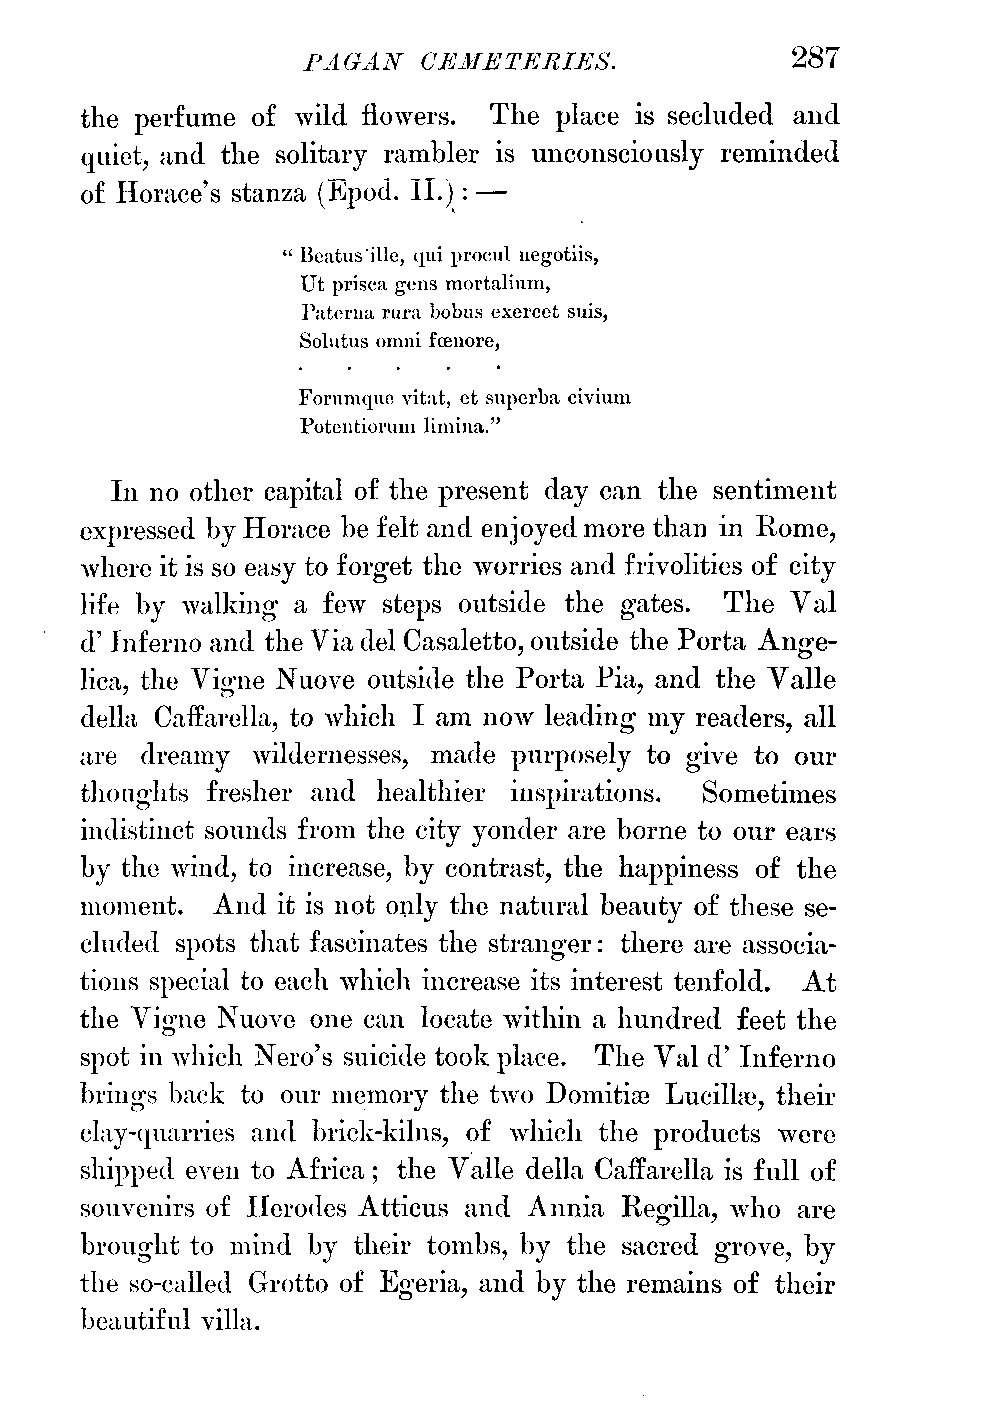 PAGAN CEMETERIES. 287
the perfume of wild flowers. The place is secluded and
quiet, and the solitary rambler is unconsciously reminded
of Horace's stanza (Epod. II.): —
“ Beatus ille, qui procul negotiis,
Ut prisca gens mortalium,
Paterna rura bobus exercet suis,
Solutus omni fœnore,
. . . . .
Forumque vitat, et superba civium
Potentiorum limina.”
In no other capital of the present day can the sentiment
expressed by Horace be felt and enjoyed more than in Rome,
where it is so easy to forget the worries and frivolities of city
life by walking a few steps outside the gates. The Val
d' Inferno and the Via del Casaletto, outside the Porta Ange-
lica, the Vigne Nuove outside the Porta Pia, and the Valle
della Caffarella, to which I am now leading my readers, all
are dreamy wildernesses, made purposely to give to our
thoughts fresher and healthier inspirations. Sometimes
indistinct sounds from the city yonder are borne to our ears
by the wind, to increase, by contrast, the happiness of the
moment. And it is not only the natural beauty of these se-
cluded spots that fascinates the stranger: there are associa-
tions special to each which increase its interest tenfold. At
the Vigne Nuove one can locate within a hundred feet the
spot in which Nero's suicide took place. The Val d' Inferno
brings back to our memory the two Domitiæ Lucillæ, their
clay-quarries and brick-kilns, of which the products were
shipped even to Africa; the Valle della Caffarella is full of
souvenirs of Herodes Atticus and Annia Regilla, who are
brought to mind by their tombs, by the sacred grove, by
the so-called Grotto of Egeria, and by the remains of their
beautiful villa.